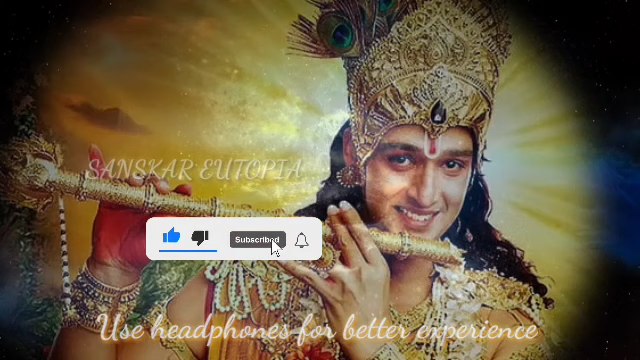 SANSKAR EUTOPIA
Subscribed
Use headphones for better experience